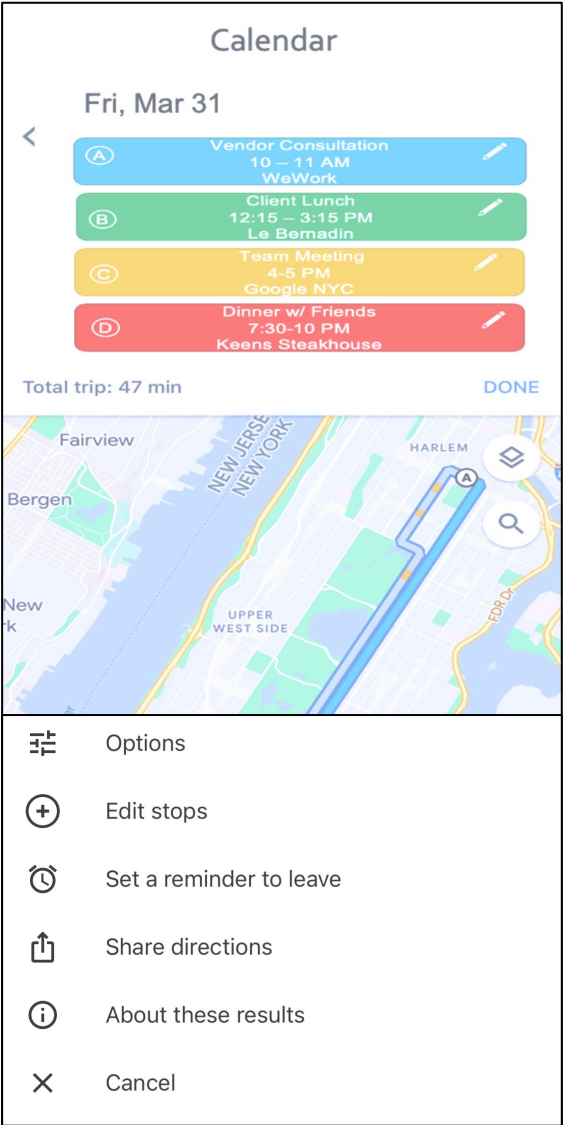 Calendar
Fri, Mar 31
<
A
Vendor Consultation
10 – 11 AM
WeWork
B
Client Lunch
12:15 – 3:15 PM
Le Bernadin
C
Team Meeting
4-5 PM
Google NYC
D
Dinner w/ Friends
7:30-10 PM
Keens Steakhouse
Total trip: 47 min
DONE
Fairview
NEW JERSE
NEW YORK
HARLEM
A
Bergen
New
rk
UPPER
WEST SIDE
FDR Dr
Options
Edit stops
Set a reminder to leave
Share directions
About these results
Cancel